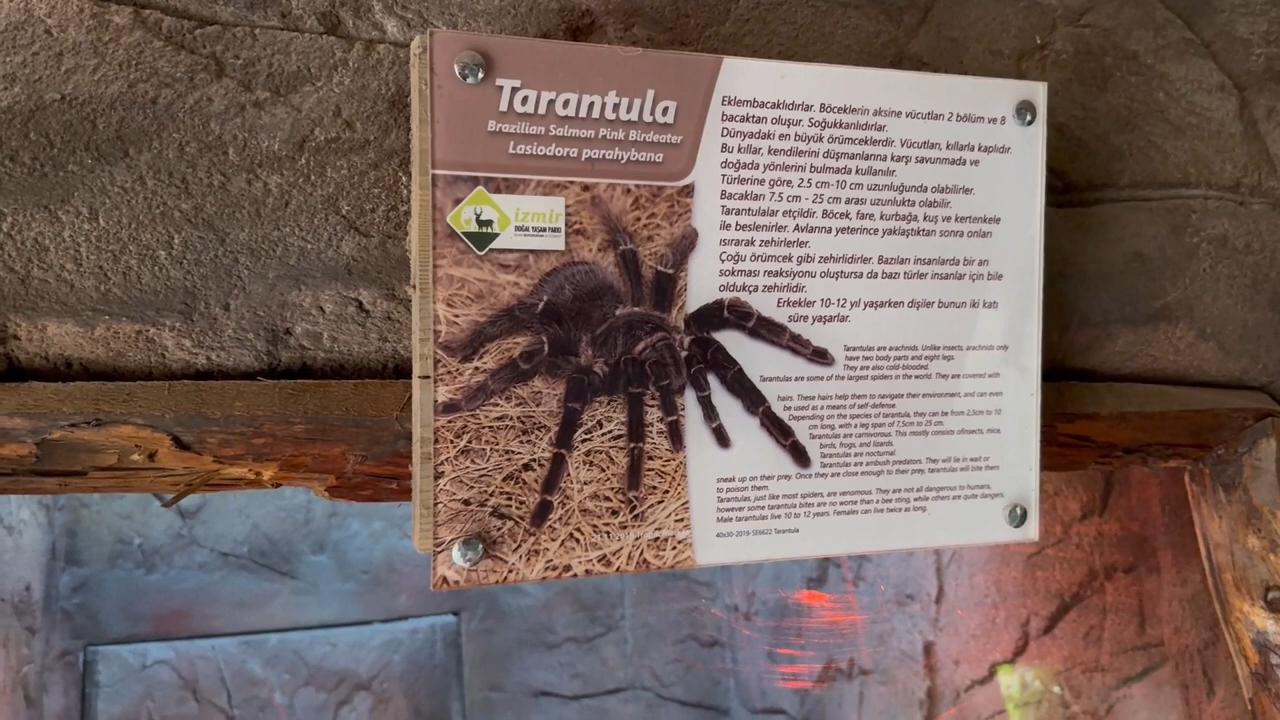 Tarantula
Brazilian Salmon Pink Birdeater
Lasiodora parahybana
izmir
DOĞAL YAŞAM PARKI
Eklembacaklıdırlar. Böceklerin aksine vücutları 2 bölüm ve 8
bacaktan oluşur. Soğukkanlıdırlar.
Dünyadaki en büyük örümceklerdir. Vücutları, kıllarla kaplıdır.
Bu kıllar, kendilerini düşmanlarına karşı savunmada ve
doğada yönlerini bulmada kullanılır.
Türlerine göre, 2.5 cm-10 cm uzunluğunda olabilirler.
Bacakları 7.5 cm - 25 cm arası uzunlukta olabilir.
Tarantulalar etçildir. Böcek, fare, kurbağa, kuş ve kertenkele
ile beslenirler. Avlarına yeterince yaklaştıktan sonra onları
ısırarak zehirlerler.
Çoğu örümcek gibi zehirlidirler. Bazıları insanlarda bir arı
sokması reaksiyonu oluştursa da bazı türler insanlar için bile
oldukça zehirlidir.
Erkekler 10-12 yıl yaşarken dişiler bunun iki katı
süre yaşarlar.
Tarantulas are arachnids. Unlike insects, arachnids only
have two body parts and eight legs.
They are also cold-blooded.
Tarantulas are some of the largest spiders in the world. They are covered with
hairs. These hairs help them to navigate their environment, and can even
be used as a means of self-defense.
Depending on the species of tarantula, they can be from 2,5cm to 10
cm long, with a leg span of 7,5cm to 25 cm.
Tarantulas are carnivorous. This mostly consists ofinsects, mice,
birds, frogs, and lizards.
Tarantulas are nocturnal.
Tarantulas are ambush predators. They will lie in wait or
sneak up on their prey. Once they are close enough to their prey, tarantulas will bite them
to poison them.
Tarantulas, just like most spiders, are venomous. They are not all dangerous to humans,
however some tarantula bites are no worse than a bee sting, while others are quite dangers.
Male tarantulas live 10 to 12 years. Females can live twice as long.
40x30-2019-SE6622 Tarantula